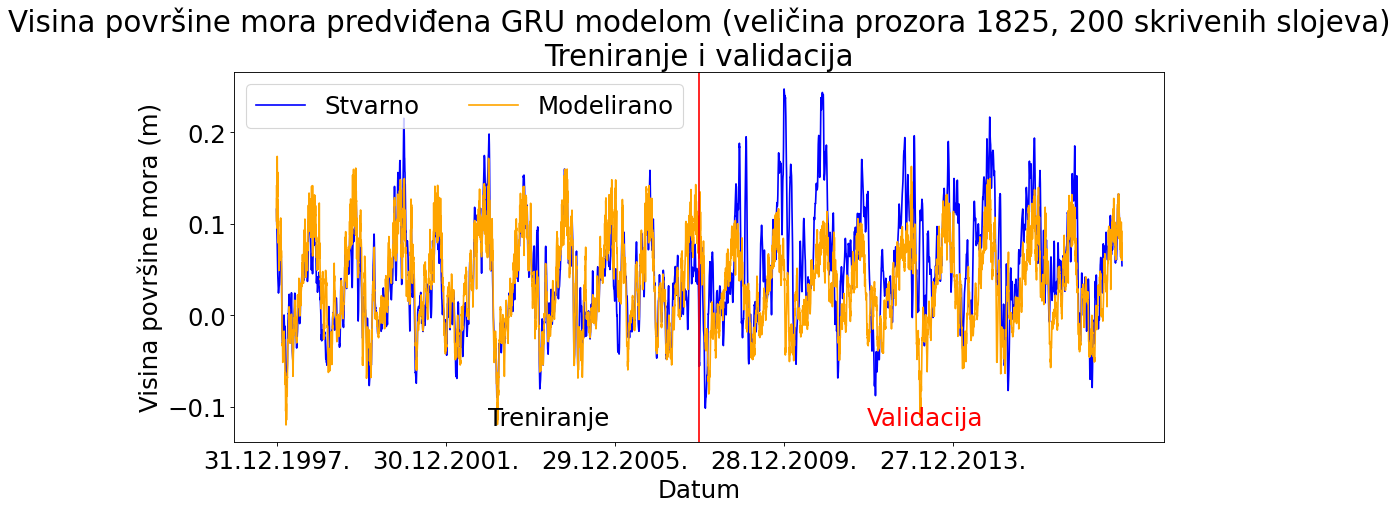 Visina površine mora predviđena GRU modelom (veličina prozora 1825, 200 skrivenih slojeva)
Treniranje i validacija
Stvarno
Modelirano
Visina površine mora (m)
0.2
0.1
0.0
−0.1
Treniranje
Validacija
31.12.1997.
30.12.2001.
29.12.2005.
28.12.2009.
27.12.2013.
Datum